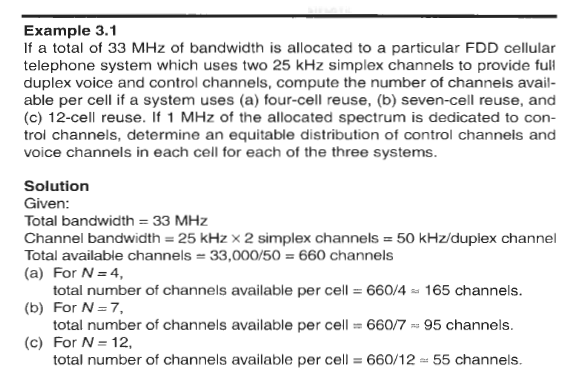 Example 3.1
If a total of 33 MHz of bandwidth is allocated to a particular FDD cellular
telephone system which uses two 25 kHz simplex channels to provide full
duplex voice and control channels, compute the number of channels avail-
able per cell if a system uses (a) four-cell reuse, (b) seven-cell reuse, and
(c) 12-cell reuse. If 1 MHz of the allocated spectrum is dedicated to con-
trol channels, determine an equitable distribution of control channels and
voice channels in each cell for each of the three systems.
Solution
Given:
Total bandwidth = 33 MHz
Channel bandwidth = 25 kHz × 2 simplex channels = 50 kHz/duplex channel
Total available channels = 33,000/50 = 660 channels
(a) For N = 4,
total number of channels available per cell = 660/4 ≈ 165 channels.
(b) For N = 7,
total number of channels available per cell = 660/7 ≈ 95 channels.
(c) For N = 12,
total number of channels available per cell = 660/12 ≈ 55 channels.